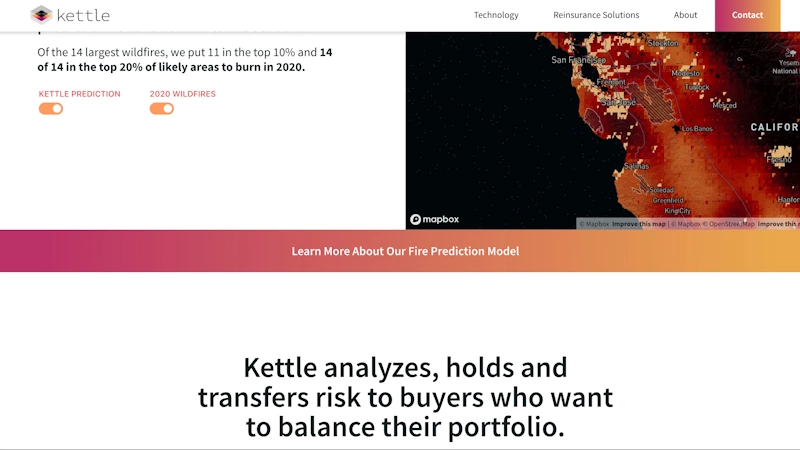 kettle
Technology
Reinsurance Solutions
About
Contact
Of the 14 largest wildfires, we put 11 in the top 10% and 14
of 14 in the top 20% of likely areas to burn in 2020.
KETTLE PREDICTION
2020 WILDFIRES
Stockton
San Francisco
Fremont
Modesto
Turlock
San José
Merced
Los Banos
CALIFOR
Fresno
Salinas
Soledad
Greenfield
King City
Hanfor
Yosem
National
mapbox
© Mapbox Improve this map | © Mapbox © OpenStreetMap Improve this m
Learn More About Our Fire Prediction Model
Kettle analyzes, holds and
transfers risk to buyers who want
to balance their portfolio.